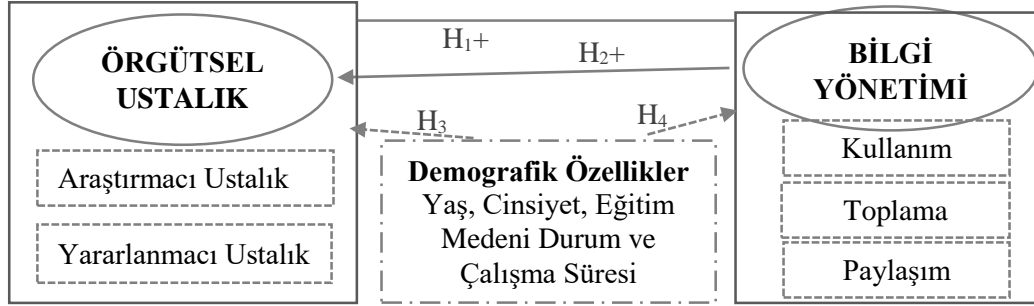 ÖRGÜTSEL
USTALIK
Araştırmacı Ustalık
Yararlanmacı Ustalık
H₁+
H₂+
H₃
H₄
Demografik Özellikler
Yaş, Cinsiyet, Eğitim
Medeni Durum ve
Çalışma Süresi
BİLGİ
YÖNETİMİ
Kullanım
Toplama
Paylaşım